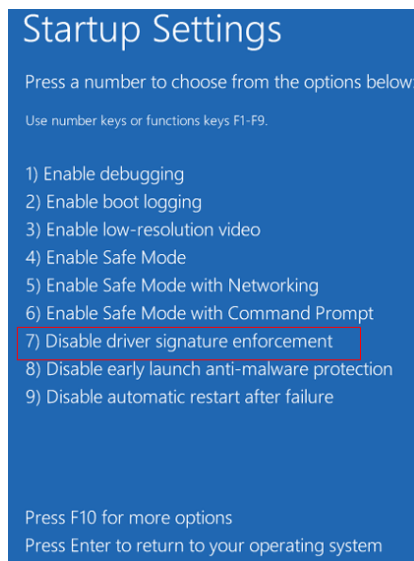 Startup Settings
Press a number to choose from the options below:
Use number keys or functions keys F1-F9.
1) Enable debugging
2) Enable boot logging
3) Enable low-resolution video
4) Enable Safe Mode
5) Enable Safe Mode with Networking
6) Enable Safe Mode with Command Prompt
7) Disable driver signature enforcement
8) Disable early launch anti-malware protection
9) Disable automatic restart after failure
Press F10 for more options
Press Enter to return to your operating system